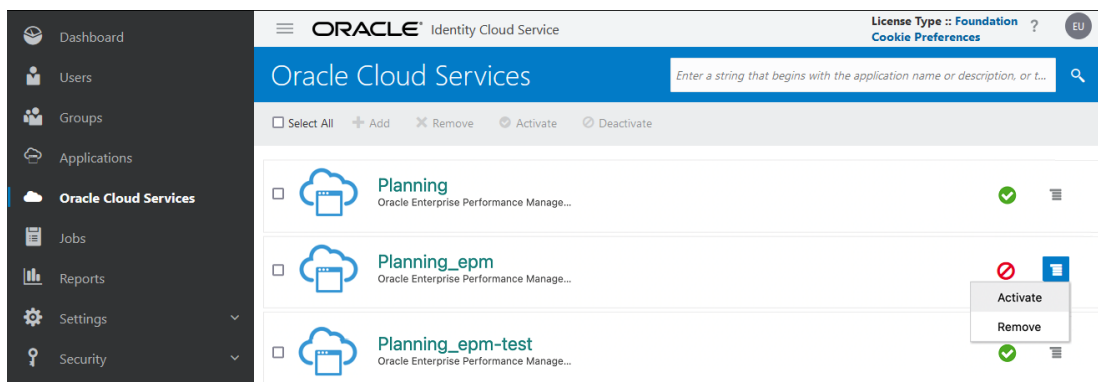 Dashboard
Users
Groups
Applications
Oracle Cloud Services
Jobs
Reports
Settings
Security
ORACLE® Identity Cloud Service
License Type :: Foundation
Cookie Preferences
?
EU
Oracle Cloud Services
Enter a string that begins with the application name or description, or t...
Select All Add Remove Activate Deactivate
Planning
Oracle Enterprise Performance Manage...
Planning_epm
Oracle Enterprise Performance Manage...
Activate
Remove
Planning_epm-test
Oracle Enterprise Performance Manage...